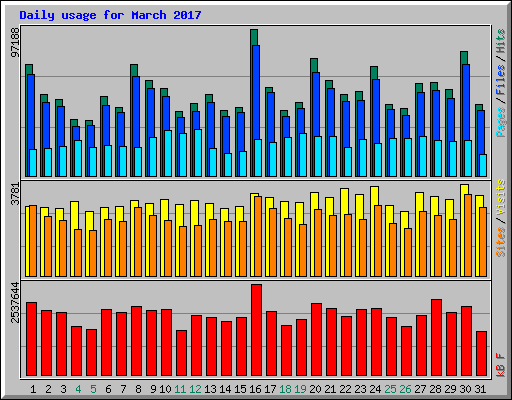 Daily usage for March 2017
97188
3781
2537644
Pages / Files / Hits
Sites / Visits
kB F
1 2 3 4 5 6 7 8 9 10 11 12 13 14 15 16 17 18 19 20 21 22 23 24 25 26 27 28 29 30 31